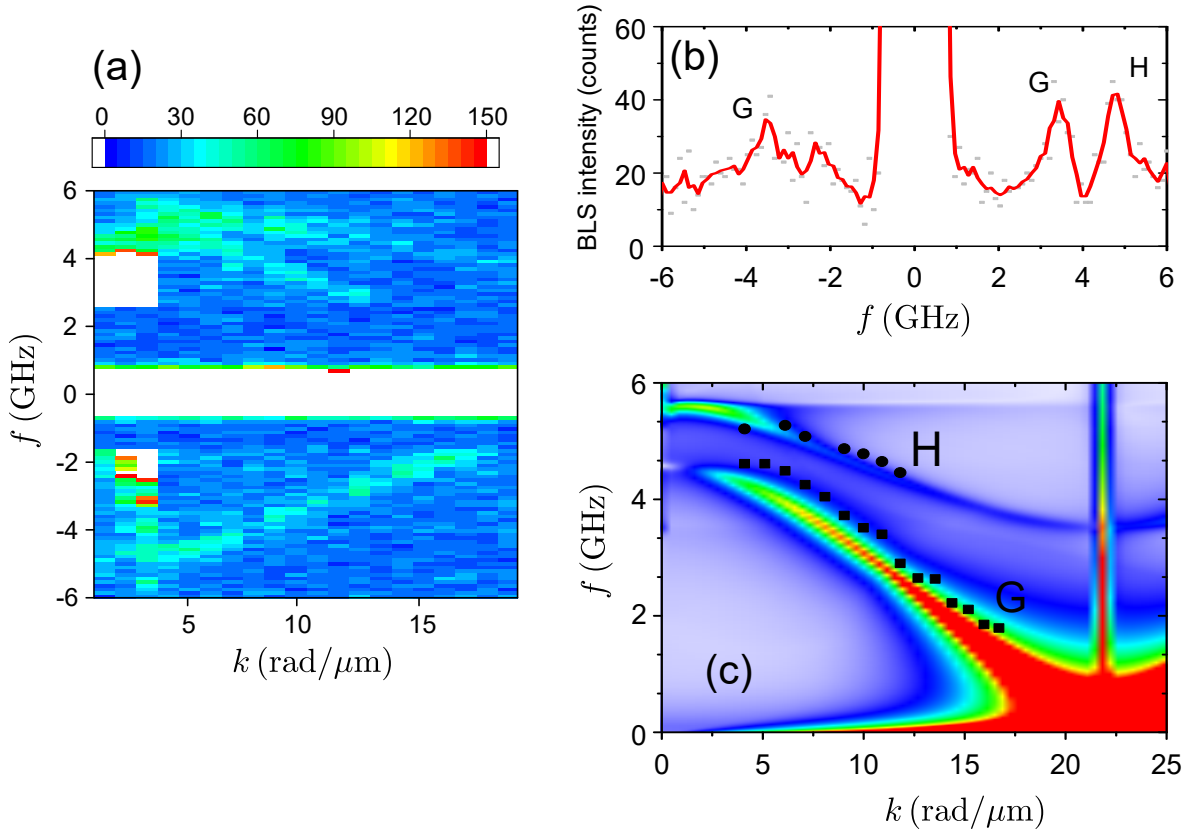 (a)
0 30 60 90 120 150
6
4
2
0
-2
-4
-6
f (GHz)
5 10 15
k (rad/μm)
(b)
G
G
H
60
40
20
0
BLS intensity (counts)
-6 -4 -2 0 2 4 6
f (GHz)
H
G
(c)
6
4
2
0
f (GHz)
0 5 10 15 20 25
k (rad/μm)